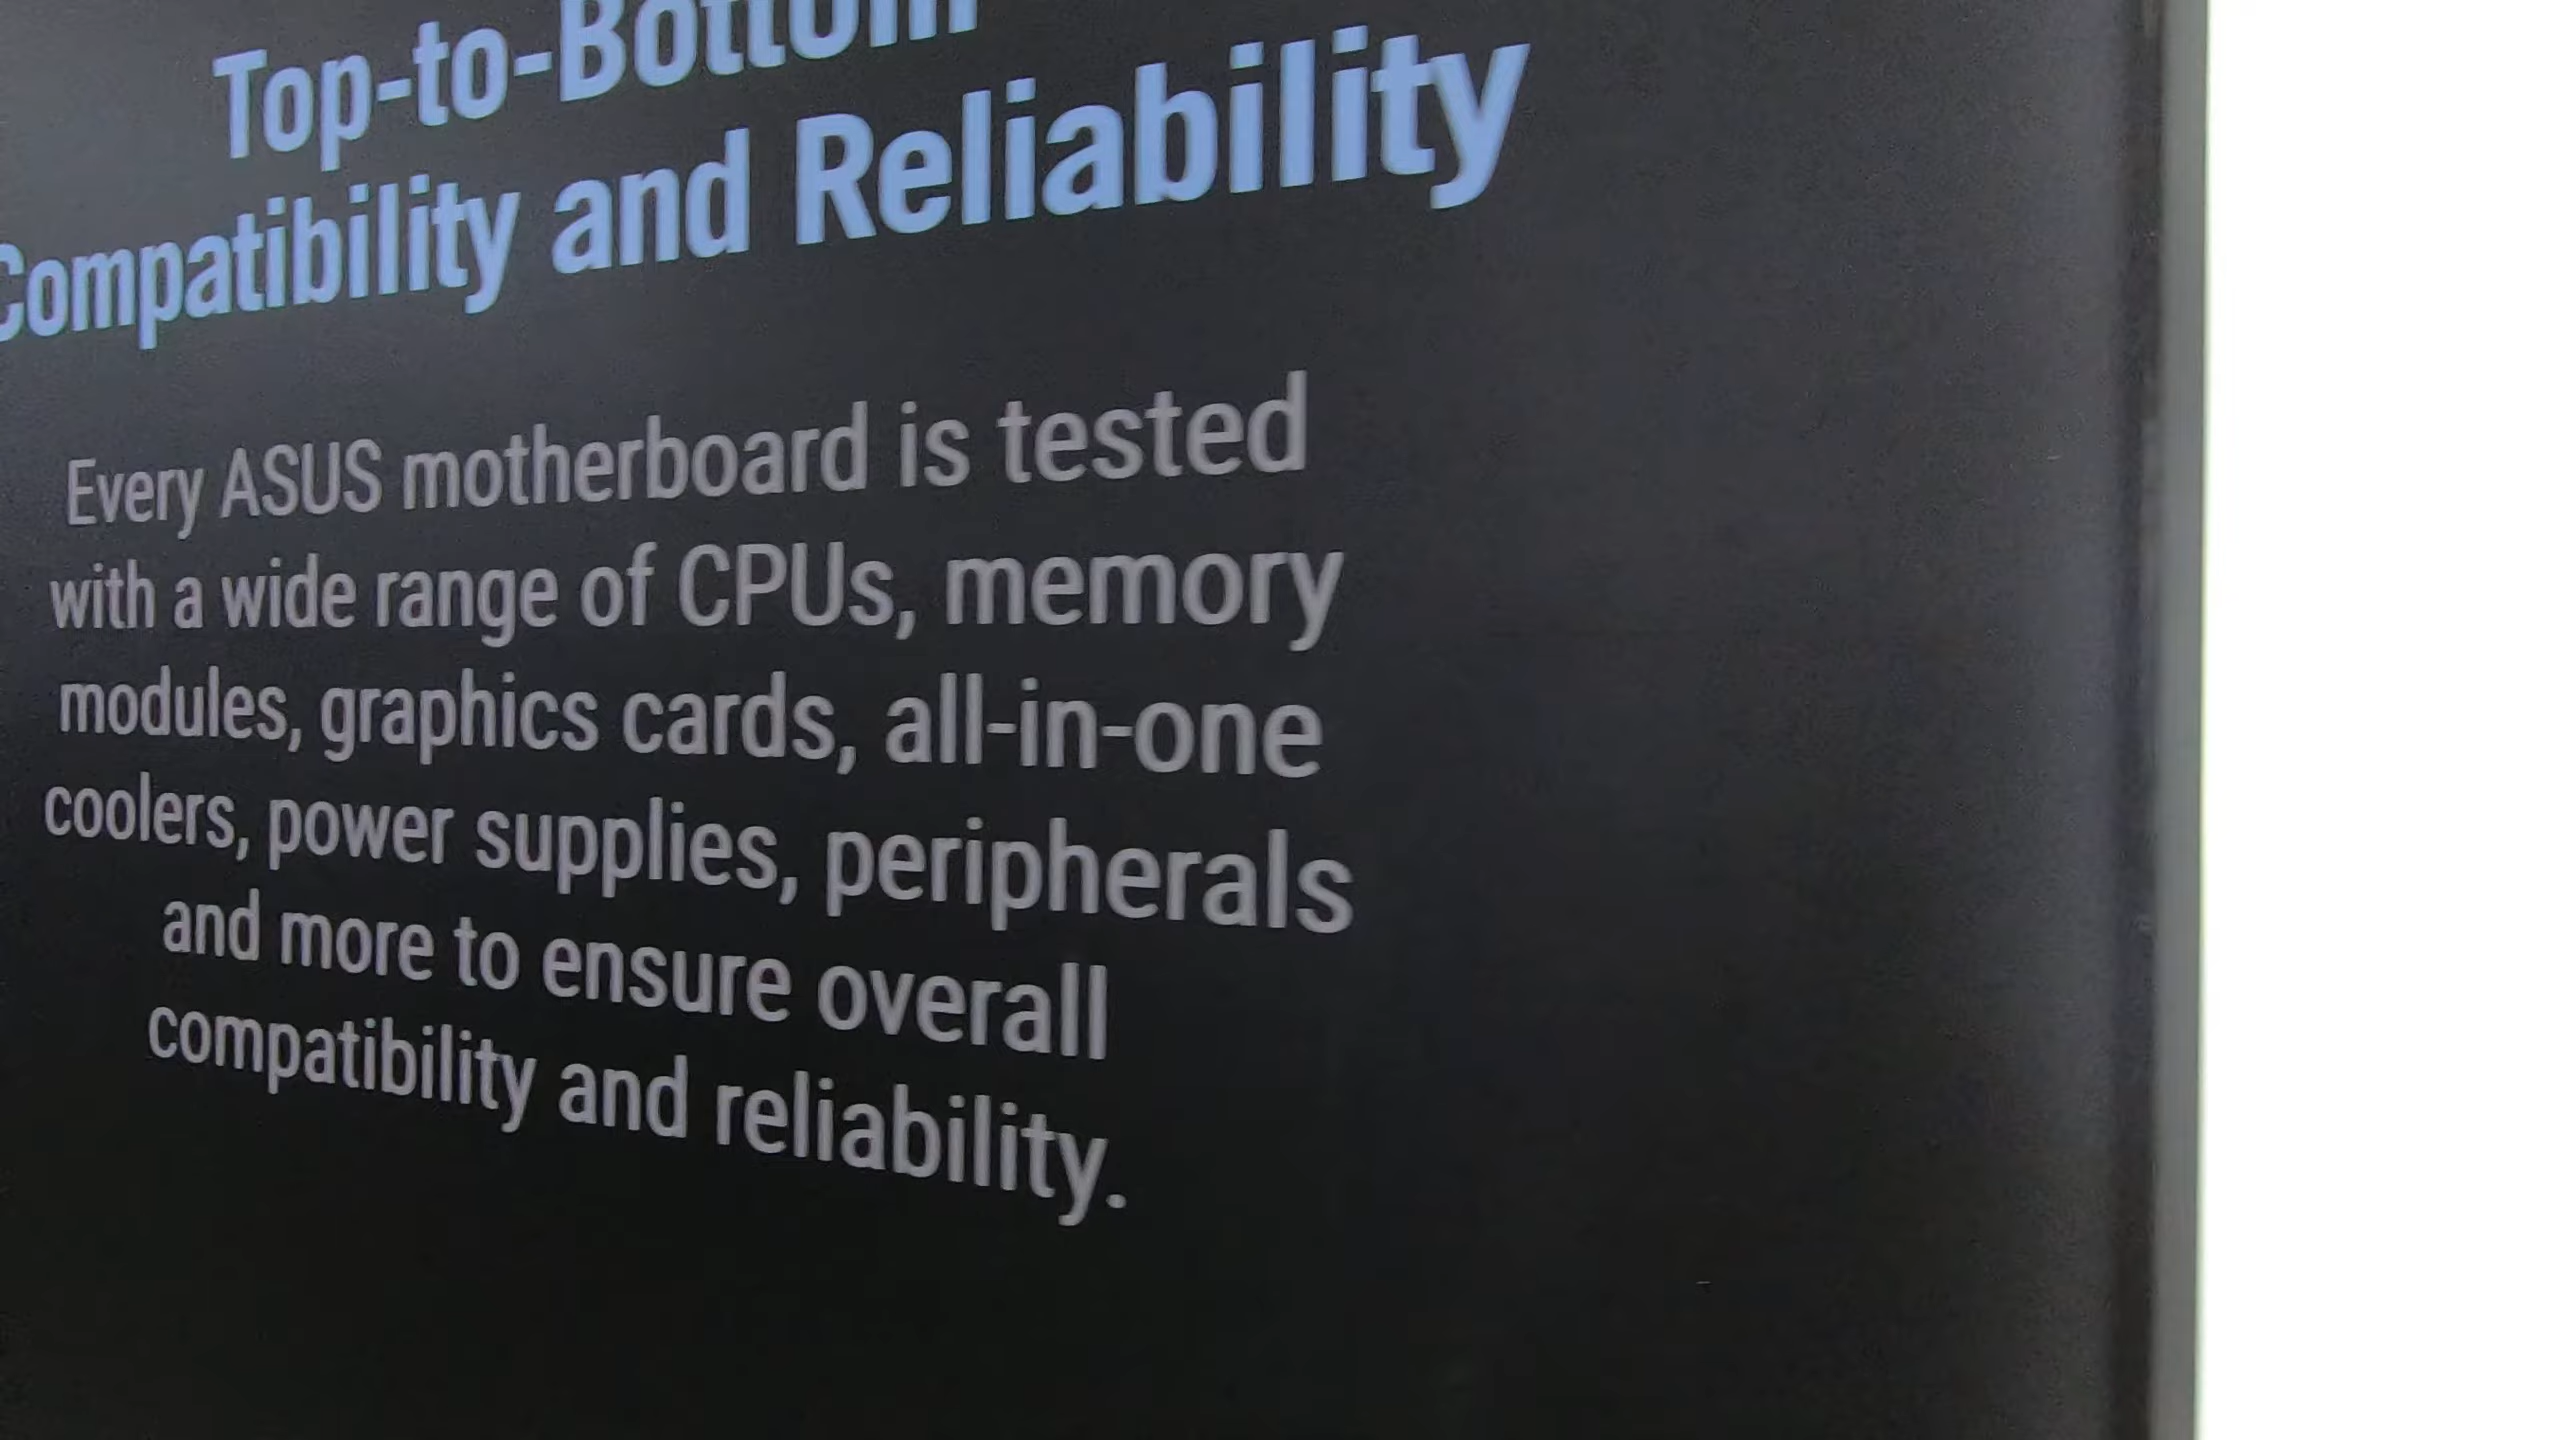 Top-to-Bottom
Compatibility and Reliability
Every ASUS motherboard is tested
with a wide range of CPUs, memory
modules, graphics cards, all-in-one
coolers, power supplies, peripherals
and more to ensure overall
compatibility and reliability.